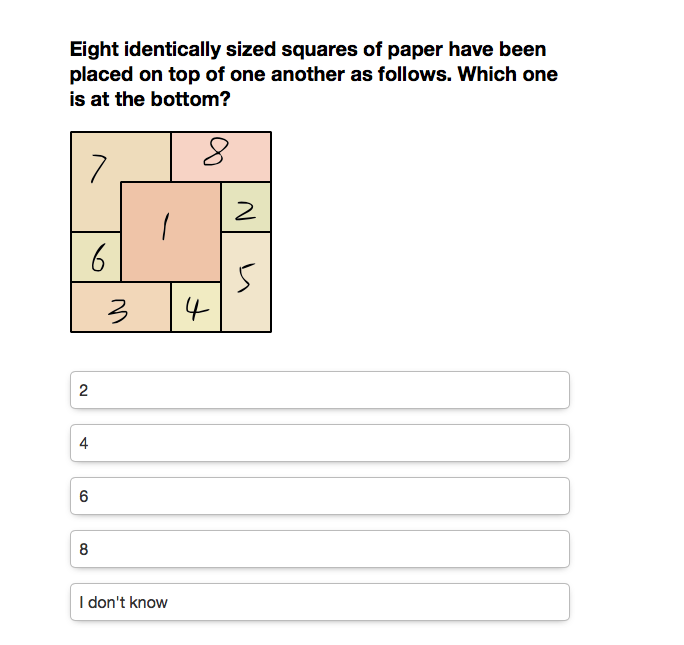 Eight identically sized squares of paper have been
placed on top of one another as follows. Which one
is at the bottom?
7 8
1 2
6 5
3 4
2
4
6
8
I don't know